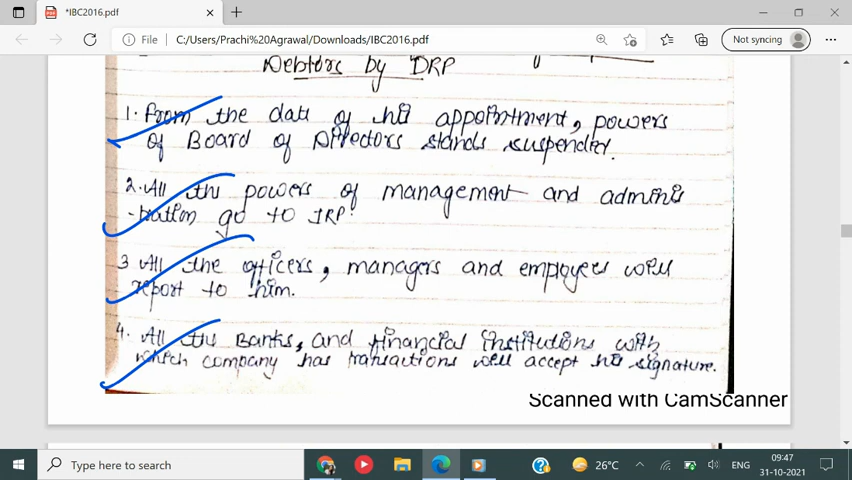 *IBC2016.pdf
File C:/Users/Prachi%20Agrawal/Downloads/IBC2016.pdf
Not syncing
Debtors by DRP
1. From the date of his appointment, powers
of Board of Directors stands suspended.
2. All the powers of management and adminis
-tration go to IRP.
3 All the officers, managers and employees will
report to him.
4. All the Banks, and financial institutions with
which company has transactions will accept his signature.
Scanned with CamScanner
Type here to search
26°C
ENG
09:47
31-10-2021